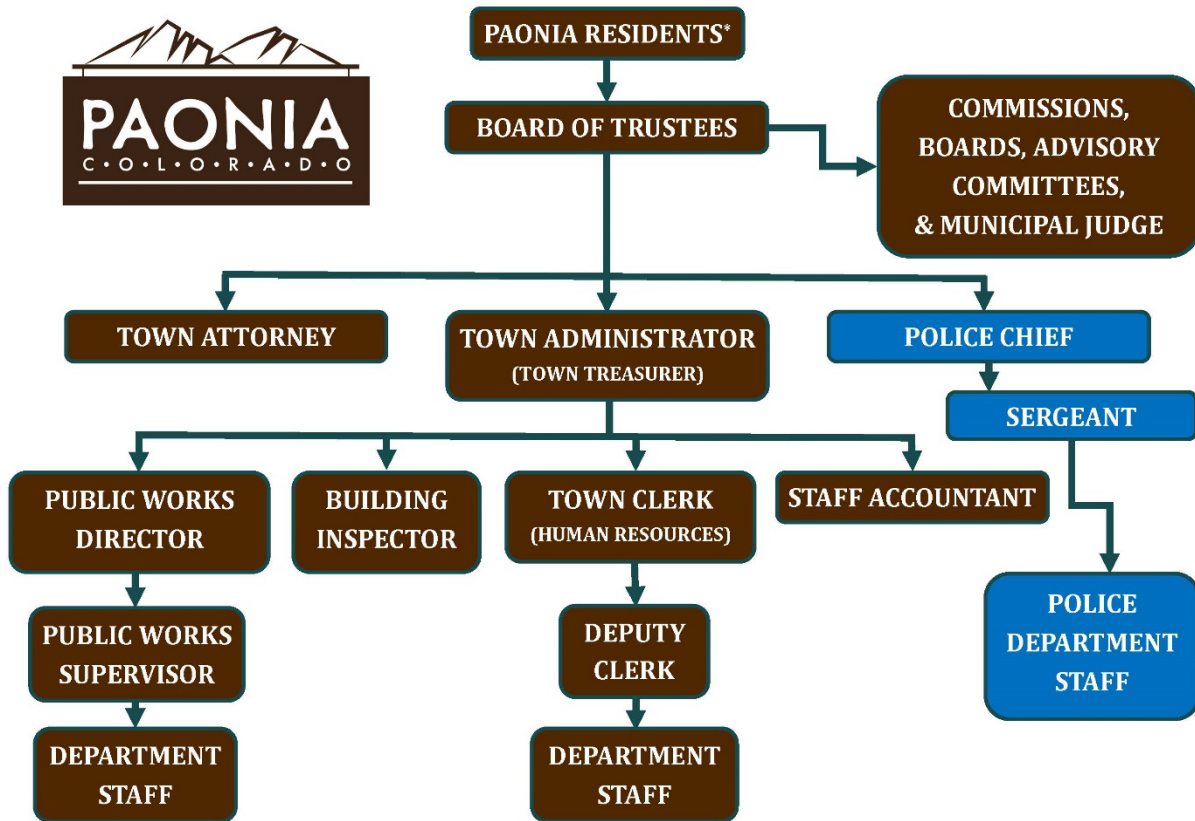 PAONIA
C•O•L•O•R•A•D•O
PAONIA RESIDENTS*
BOARD OF TRUSTEES
COMMISSIONS,
BOARDS, ADVISORY
COMMITTEES,
& MUNICIPAL JUDGE
TOWN ATTORNEY
TOWN ADMINISTRATOR
(TOWN TREASURER)
POLICE CHIEF
SERGEANT
PUBLIC WORKS
DIRECTOR
BUILDING
INSPECTOR
TOWN CLERK
(HUMAN RESOURCES)
STAFF ACCOUNTANT
PUBLIC WORKS
SUPERVISOR
DEPUTY
CLERK
POLICE
DEPARTMENT
STAFF
DEPARTMENT
STAFF
DEPARTMENT
STAFF